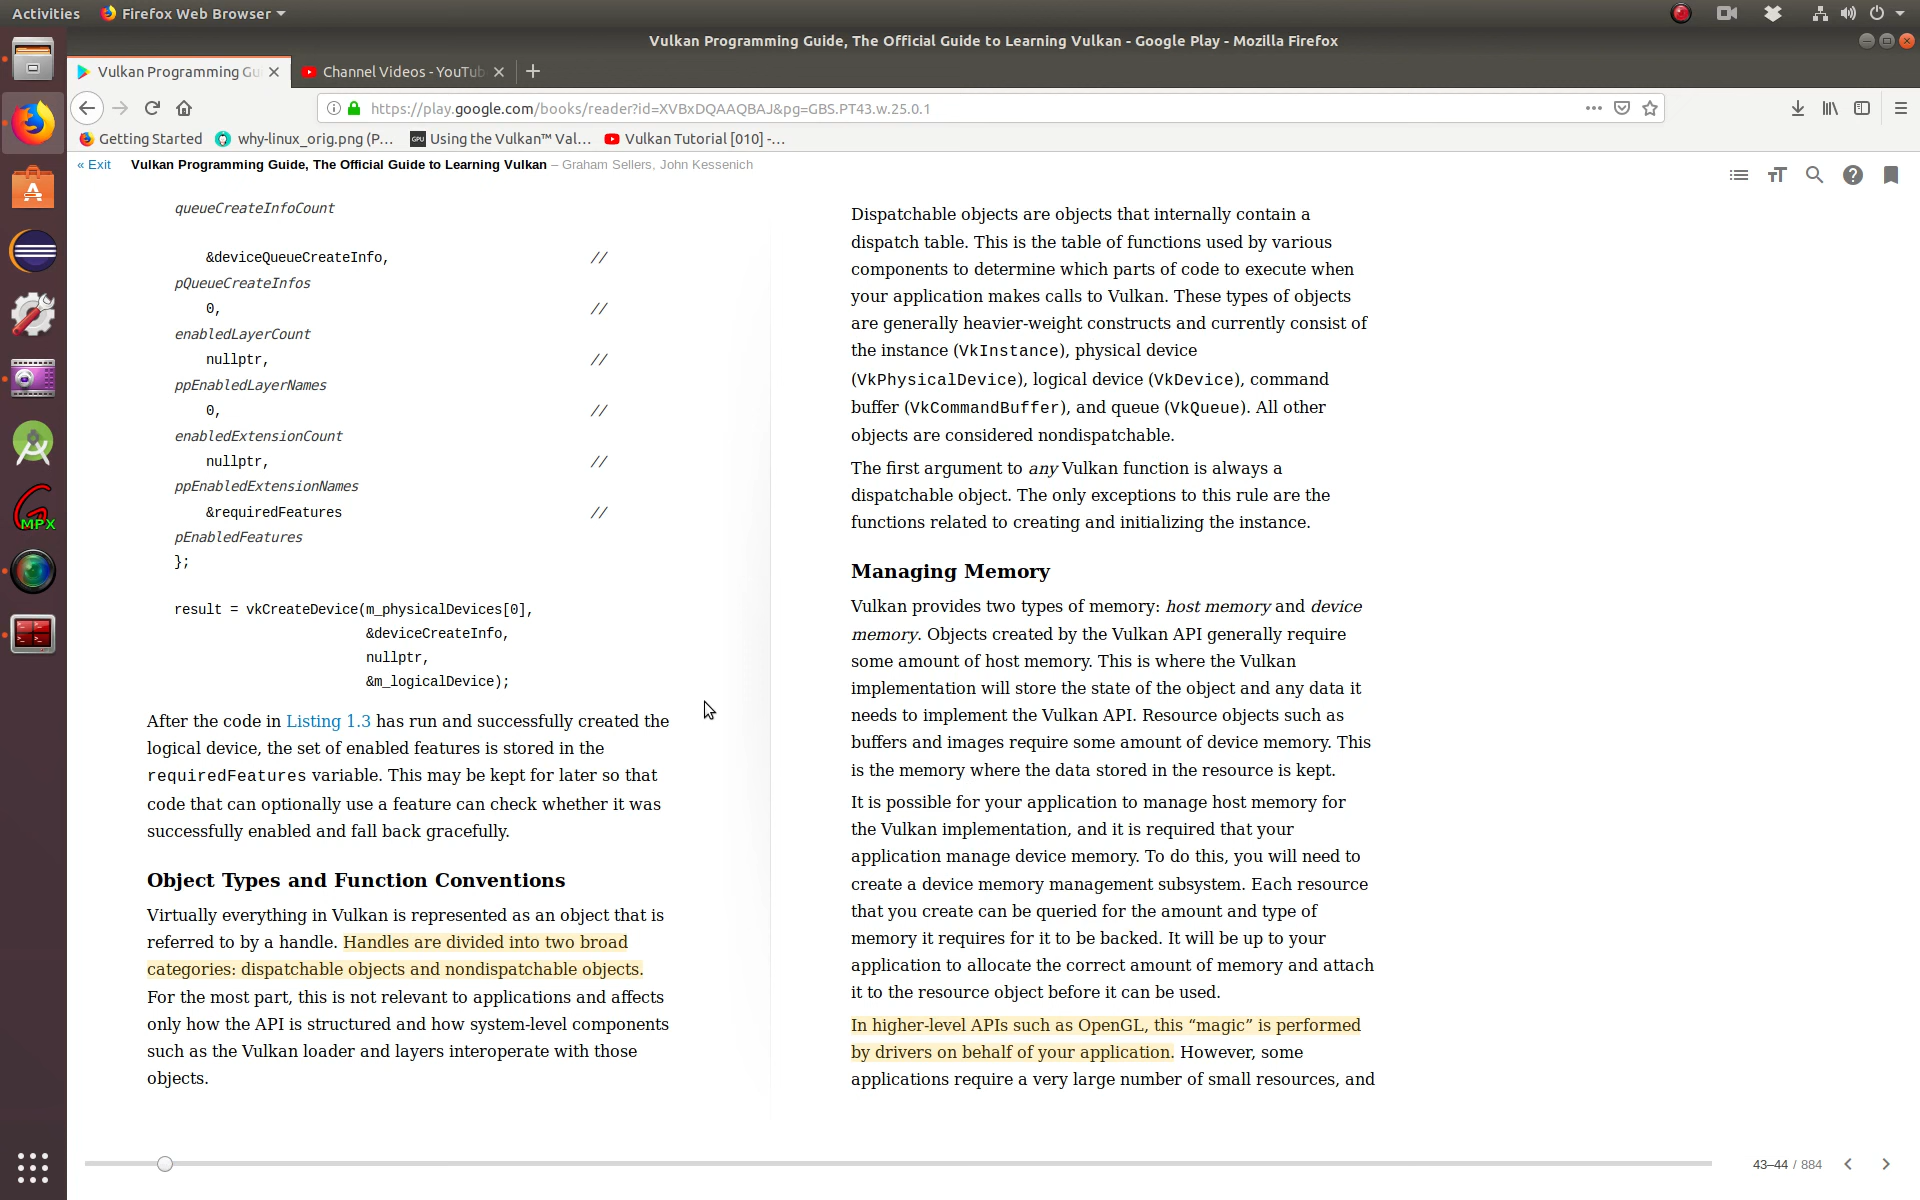 Activities
Firefox Web Browser
Vulkan Programming Guide, The Official Guide to Learning Vulkan - Google Play - Mozilla Firefox
Vulkan Programming Gu
Channel Videos - YouTub
https://play.google.com/books/reader?id=XVBxDQAAQBAJ&pg=GBS.PT43.w.25.0.1
Getting Started
why-linux_orig.png (P...
GPU
Using the Vulkan™ Val...
Vulkan Tutorial [010] -...
« Exit
Vulkan Programming Guide, The Official Guide to Learning Vulkan – Graham Sellers, John Kessenich
queueCreateInfoCount
&deviceQueueCreateInfo, //
pQueueCreateInfos
0, //
enabledLayerCount
nullptr, //
ppEnabledLayerNames
0, //
enabledExtensionCount
nullptr, //
ppEnabledExtensionNames
&requiredFeatures //
pEnabledFeatures
};
result = vkCreateDevice(m_physicalDevices[0],
&deviceCreateInfo,
nullptr,
&m_logicalDevice);
After the code in Listing 1.3 has run and successfully created the
logical device, the set of enabled features is stored in the
requiredFeatures variable. This may be kept for later so that
code that can optionally use a feature can check whether it was
successfully enabled and fall back gracefully.
Object Types and Function Conventions
Virtually everything in Vulkan is represented as an object that is
referred to by a handle. Handles are divided into two broad
categories: dispatchable objects and nondispatchable objects.
For the most part, this is not relevant to applications and affects
only how the API is structured and how system-level components
such as the Vulkan loader and layers interoperate with those
objects.
Dispatchable objects are objects that internally contain a
dispatch table. This is the table of functions used by various
components to determine which parts of code to execute when
your application makes calls to Vulkan. These types of objects
are generally heavier-weight constructs and currently consist of
the instance (VkInstance), physical device
(VkPhysicalDevice), logical device (VkDevice), command
buffer (VkCommandBuffer), and queue (VkQueue). All other
objects are considered nondispatchable.
The first argument to any Vulkan function is always a
dispatchable object. The only exceptions to this rule are the
functions related to creating and initializing the instance.
Managing Memory
Vulkan provides two types of memory: host memory and device
memory. Objects created by the Vulkan API generally require
some amount of host memory. This is where the Vulkan
implementation will store the state of the object and any data it
needs to implement the Vulkan API. Resource objects such as
buffers and images require some amount of device memory. This
is the memory where the data stored in the resource is kept.
It is possible for your application to manage host memory for
the Vulkan implementation, and it is required that your
application manage device memory. To do this, you will need to
create a device memory management subsystem. Each resource
that you create can be queried for the amount and type of
memory it requires for it to be backed. It will be up to your
application to allocate the correct amount of memory and attach
it to the resource object before it can be used.
In higher-level APIs such as OpenGL, this “magic” is performed
by drivers on behalf of your application. However, some
applications require a very large number of small resources, and
MPX
43–44 / 884